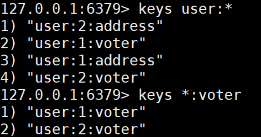 127.0.0.1:6379> keys user:*
1) "user:2:address"
2) "user:1:voter"
3) "user:1:address"
4) "user:2:voter"
127.0.0.1:6379> keys *:voter
1) "user:1:voter"
2) "user:2:voter"